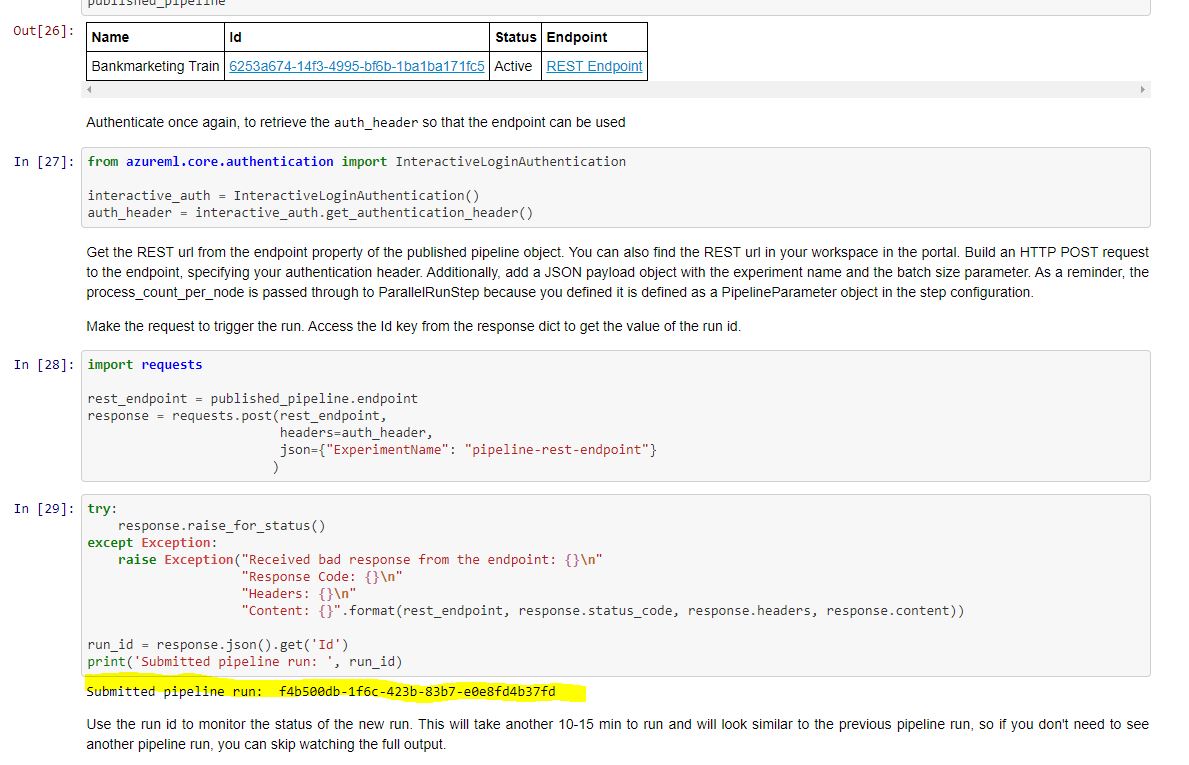 published_pipeline
Out[26]:
Name Id Status Endpoint
Bankmarketing Train 6253a674-14f3-4995-bf6b-1ba1ba171fc5 Active REST Endpoint
Authenticate once again, to retrieve the auth_header so that the endpoint can be used
In [27]: from azureml.core.authentication import InteractiveLoginAuthentication
interactive_auth = InteractiveLoginAuthentication()
auth_header = interactive_auth.get_authentication_header()
Get the REST url from the endpoint property of the published pipeline object. You can also find the REST url in your workspace in the portal. Build an HTTP POST request
to the endpoint, specifying your authentication header. Additionally, add a JSON payload object with the experiment name and the batch size parameter. As a reminder, the
process_count_per_node is passed through to ParallelRunStep because you defined it is defined as a PipelineParameter object in the step configuration.
Make the request to trigger the run. Access the Id key from the response dict to get the value of the run id.
In [28]: import requests
rest_endpoint = published_pipeline.endpoint
response = requests.post(rest_endpoint,
headers=auth_header,
json={"ExperimentName": "pipeline-rest-endpoint"}
)
In [29]: try:
response.raise_for_status()
except Exception:
raise Exception("Received bad response from the endpoint: {}\n"
"Response Code: {}\n"
"Headers: {}\n"
"Content: {}".format(rest_endpoint, response.status_code, response.headers, response.content))
run_id = response.json().get('Id')
print('Submitted pipeline run: ', run_id)
Submitted pipeline run:  f4b500db-1f6c-423b-83b7-e0e8fd4b37fd
Use the run id to monitor the status of the new run. This will take another 10-15 min to run and will look similar to the previous pipeline run, so if you don't need to see
another pipeline run, you can skip watching the full output.